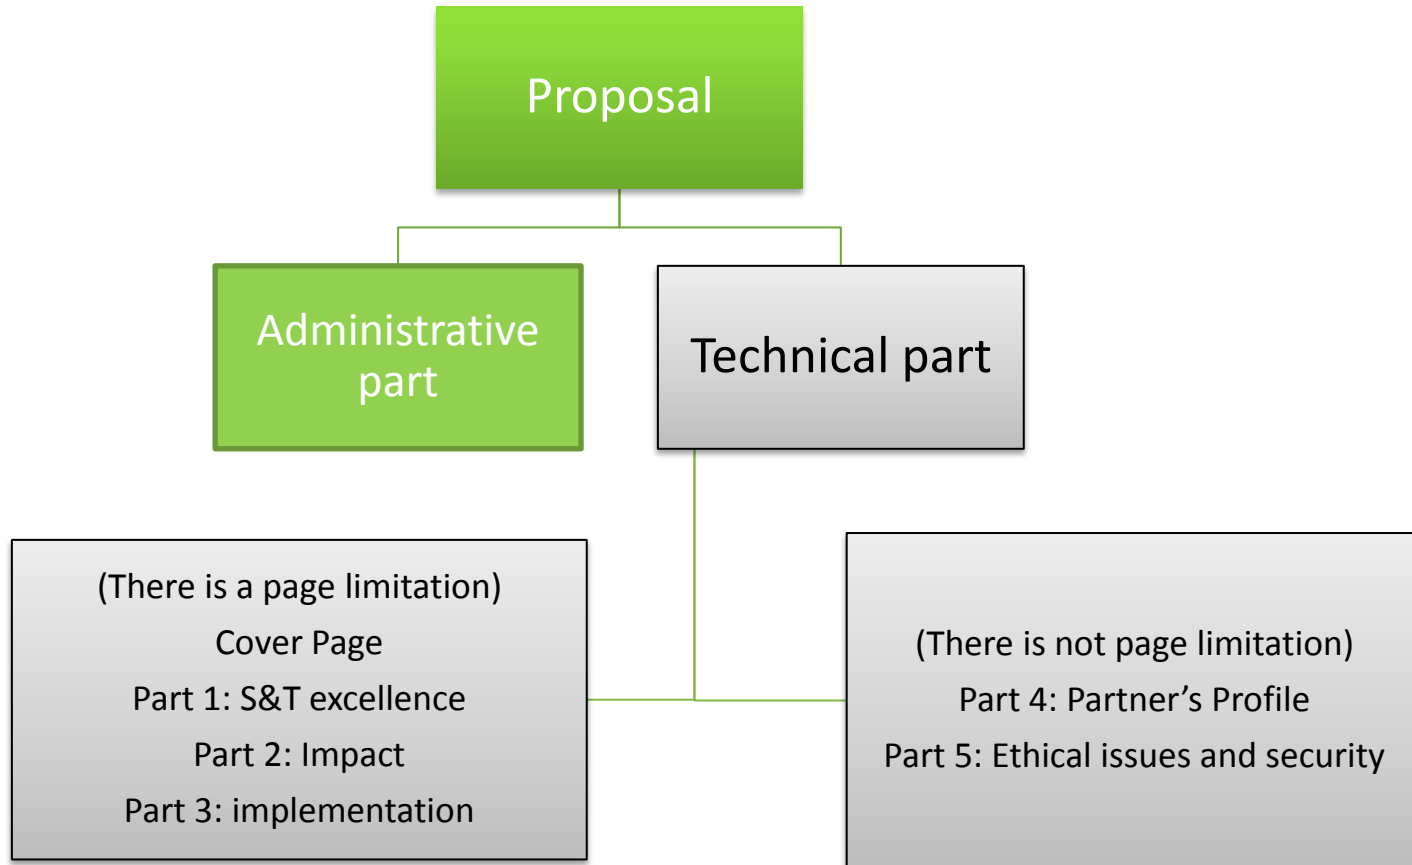 Proposal
Administrative
part
Technical part
(There is a page limitation)
Cover Page
Part 1: S&T excellence
Part 2: Impact
Part 3: implementation
(There is not page limitation)
Part 4: Partner’s Profile
Part 5: Ethical issues and security